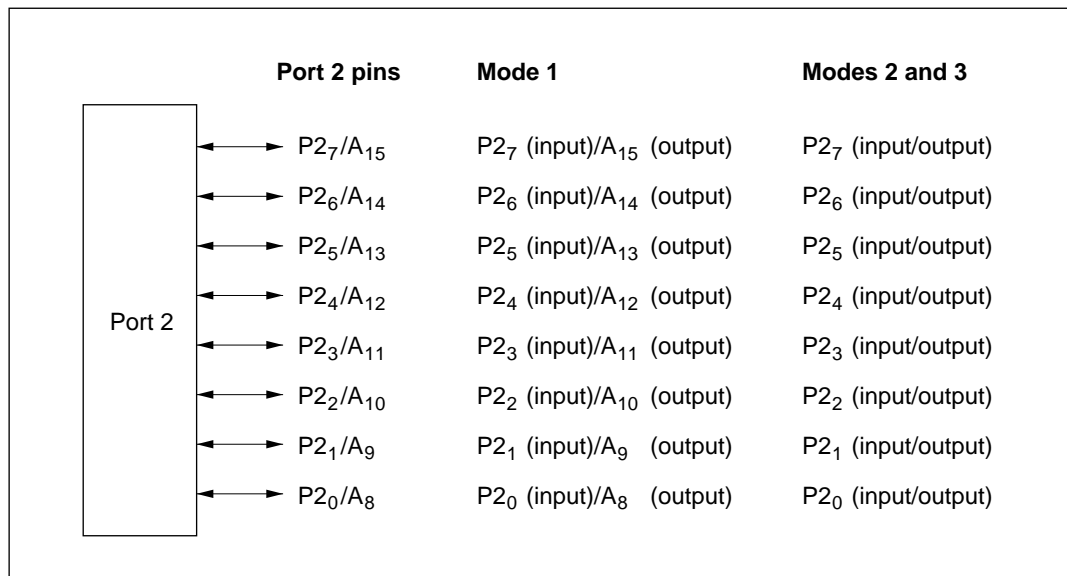 Port 2 pins Mode 1 Modes 2 and 3
P2₇/A₁₅ P2₇ (input)/A₁₅ (output) P2₇ (input/output)
P2₆/A₁₄ P2₆ (input)/A₁₄ (output) P2₆ (input/output)
P2₅/A₁₃ P2₅ (input)/A₁₃ (output) P2₅ (input/output)
P2₄/A₁₂ P2₄ (input)/A₁₂ (output) P2₄ (input/output)
Port 2
P2₃/A₁₁ P2₃ (input)/A₁₁ (output) P2₃ (input/output)
P2₂/A₁₀ P2₂ (input)/A₁₀ (output) P2₂ (input/output)
P2₁/A₉ P2₁ (input)/A₉ (output) P2₁ (input/output)
P2₀/A₈ P2₀ (input)/A₈ (output) P2₀ (input/output)